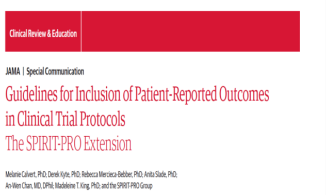 Clinical Review & Education
JAMA | Special Communication
Guidelines for Inclusion of Patient-Reported Outcomes
in Clinical Trial Protocols
The SPIRIT-PRO Extension
Melanie Calvert, PhD; Derek Kyte, PhD; Rebecca Mercieca-Bebber, PhD; Anita Slade, PhD;
An-Wen Chan, MD, DPhil; Madeleine T. King, PhD; and the SPIRIT-PRO Group